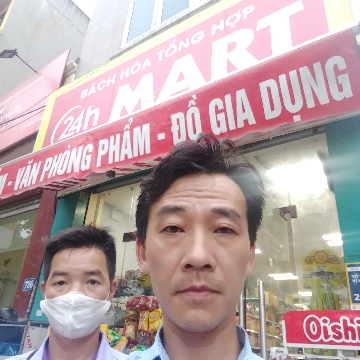 BÁCH HÓA TỔNG HỢP
24h MART
- VĂN PHÒNG PHẨM - ĐỒ GIA DỤNG
Oishi